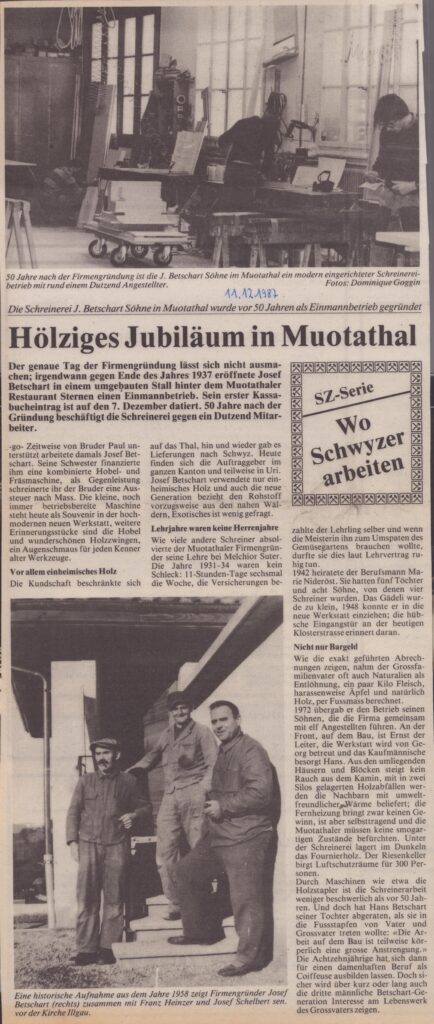 50 Jahre nach der Firmengründung ist die J. Betschart Söhne im Muotathal ein modern eingerichteter Schreinerei-
betrieb mit rund einem Dutzend Angestellter.
Fotos: Dominique Goggin
11.12.1987
Die Schreinerei J. Betschart Söhne in Muotathal wurde vor 50 Jahren als Einmannbetrieb gegründet
Hölziges Jubiläum in Muotathal
Der genaue Tag der Firmengründung lässt sich nicht ausma-
chen; irgendwann gegen Ende des Jahres 1937 eröffnete Josef
Betschart in einem umgebauten Stall hinter dem Muotathaler
Restaurant Sternen einen Einmannbetrieb. Sein erster Kassa-
bucheintrag ist auf den 7. Dezember datiert. 50 Jahre nach der
Gründung beschäftigt die Schreinerei gegen ein Dutzend Mitar-
beiter.
SZ-Serie
Wo
Schwyzer
arbeiten
-go- Zeitweise von Bruder Paul un-
terstützt arbeitete damals Josef Bet-
schart. Seine Schwester finanzierte
ihm eine kombinierte Hobel- und
Fräsmaschine, als Gegenleistung
schreinerte ihr der Bruder eine Aus-
steuer nach Mass. Die kleine, noch
immer betriebsbereite Maschine
steht heute als Souvenir in der hoch-
modernen neuen Werkstatt, weitere
Erinnerungsstücke sind die Hobel
und wunderschönen Holzzwingen,
ein Augenschmaus für jeden Kenner
alter Werkzeuge.
Vor allem einheimisches Holz
Die Kundschaft beschränkte sich
auf das Thal, hin und wieder gab es
Lieferungen nach Schwyz. Heute
finden sich die Auftraggeber im
ganzen Kanton und teilweise in Uri.
Josef Betschart verwendete nur ein-
heimisches Holz und auch die neue
Generation bezieht den Rohstoff
vorzugsweise aus den nahen Wäl-
dern, Exotisches ist wenig gefragt.
Lehrjahre waren keine Herrenjahre
Wie viele andere Schreiner absol-
vierte der Muotathaler Firmengrün-
der seine Lehre bei Melchior Suter.
Die Jahre 1931–34 waren kein
Schleck: 11-Stunden-Tage sechsmal
die Woche, die Versicherungen be
zahlte der Lehrling selber und wenn
die Meisterin ihn zum Umspaten des
Gemüsegartens brauchen wollte,
durfte sie dies laut Lehrvertrag ru-
hig tun.
1942 heiratete der Berufsmann Ma-
rie Nideröst. Sie hatten fünf Töchter
und acht Söhne, von denen vier
Schreiner wurden. Das Gädeli wur-
de zu klein, 1948 konnte er in die
neue Werkstatt einziehen; die hüb-
sche Eingangstür an der heutigen
Klosterstrasse erinnert daran.
Nicht nur Bargeld
Wie die exakt geführten Abrech-
nungen zeigen, nahm der Grossfa-
milienvater oft auch Naturalien als
Entlöhnung, ein paar Kilo Fleisch,
harassenweise Äpfel und natürlich
Holz, per Fussmass berechnet.
1972 übergab er den Betrieb seinen
Söhnen, die die Firma gemeinsam
mit elf Angestellten führen. An der
Front, auf dem Bau, ist Ernst der
Leiter, die Werkstatt wird von Ge-
org betreut und das Kaufmännische
besorgt Hans. Aus den umliegenden
Häusern und Blöcken steigt kein
Rauch aus dem Kamin, mit in zwei
Silos gelagerten Holzabfällen wer-
den die Nachbarn mit umwelt-
freundlicher Wärme beliefert; die
Fernheizung bringt zwar keinen Ge-
winn, ist aber selbsttragend und die
Muotathaler müssen keine smogar-
tigen Zustände befürchten. Unter
der Schreinerei lagert im Dunkeln
das Fournierholz. Der Riesenkeller
birgt Luftschutzräume für 300 Per-
sonen.
Durch Maschinen wie etwa die
Holzstapler ist die Schreinerarbeit
weniger beschwerlich als vor 50 Jah-
ren. Und doch hat Hans Betschart
seiner Tochter abgeraten, als sie in
die Fussstapfen von Vater und
Grossvater treten wollte: «Die Ar-
beit auf dem Bau ist teilweise kör-
perlich eine grosse Anstrengung.»
Die Achtzehnjährige hat sich dann
für einen damenhaften Beruf als
Coiffeuse ausbilden lassen. Doch si-
cher wird über kurz oder lang auch
die dritte männliche Betschart-Ge-
neration Interesse am Lebenswerk
des Grossvaters zeigen.
Eine historische Aufnahme aus dem Jahre 1958 zeigt Firmengründer Josef
Betschart (rechts) zusammen mit Franz Heinzer und Josef Schelbert sen.
vor der Kirche Illgau.